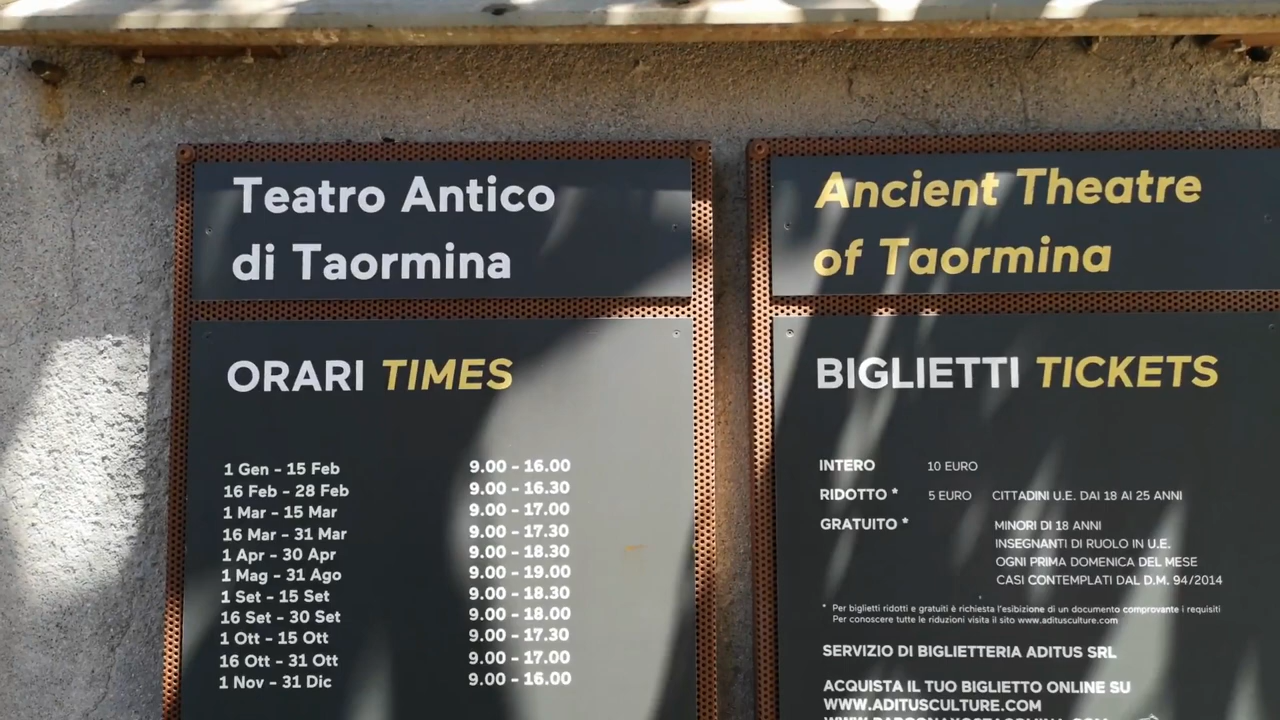 Teatro Antico
di Taormina
ORARI TIMES
1 Gen - 15 Feb 9.00 - 16.00
16 Feb - 28 Feb 9.00 - 16.30
1 Mar - 15 Mar 9.00 - 17.00
16 Mar - 31 Mar 9.00 - 17.30
1 Apr - 30 Apr 9.00 - 18.30
1 Mag - 31 Ago 9.00 - 19.00
1 Set - 15 Set 9.00 - 18.30
16 Set - 30 Set 9.00 - 18.00
1 Ott - 15 Ott 9.00 - 17.30
16 Ott - 31 Ott 9.00 - 17.00
1 Nov - 31 Dic 9.00 - 16.00
Ancient Theatre
of Taormina
BIGLIETTI TICKETS
INTERO 10 EURO
RIDOTTO * 5 EURO CITTADINI U.E. DAI 18 AI 25 ANNI
GRATUITO * MINORI DI 18 ANNI
INSEGNANTI DI RUOLO IN U.E.
OGNI PRIMA DOMENICA DEL MESE
CASI CONTEMPLATI DAL D.M. 94/2014
* Per biglietti ridotti e gratuiti è richiesta l'esibizione di un documento comprovante i requisiti
Per conoscere tutte le riduzioni visita il sito www.aditusculture.com
SERVIZIO DI BIGLIETTERIA ADITUS SRL
ACQUISTA IL TUO BIGLIETTO ONLINE SU
WWW.ADITUSCULTURE.COM